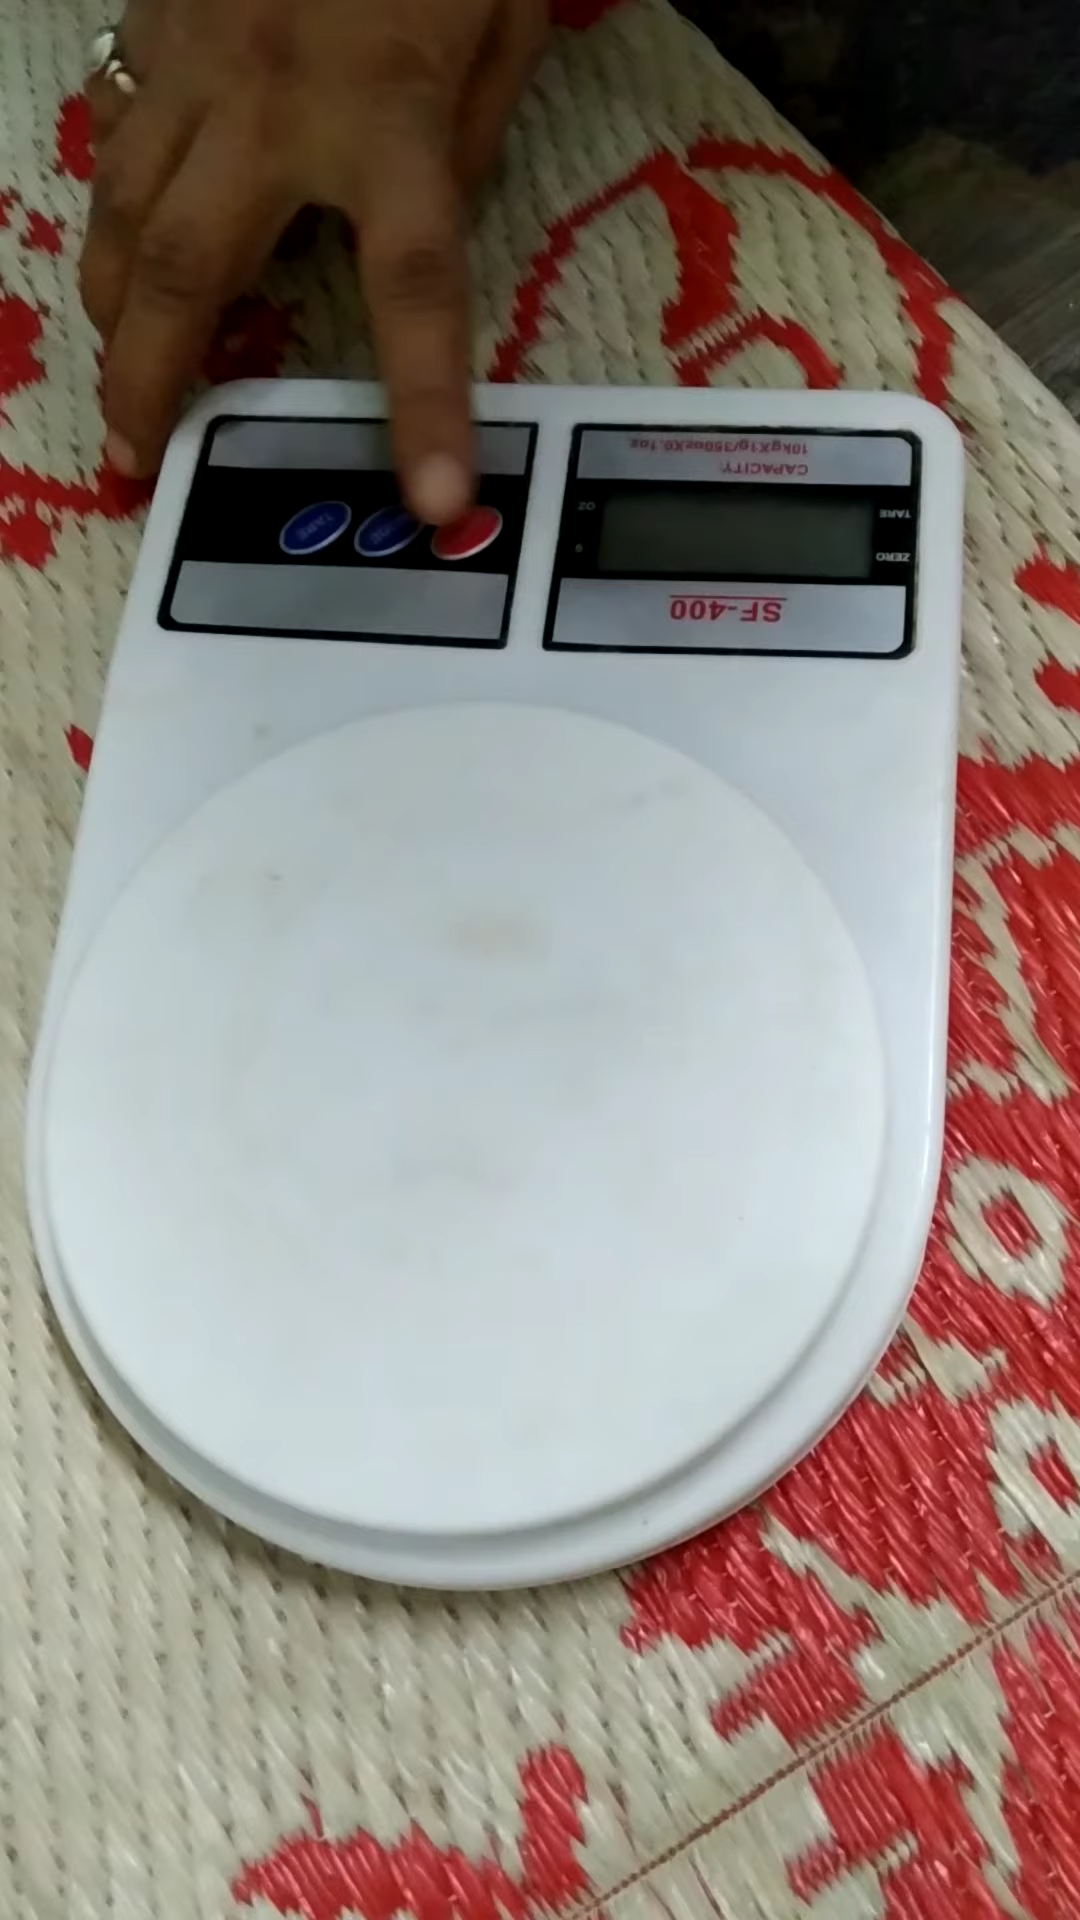 SF-400
ZERO
g
TARE
OZ
CAPACITY:
10kgX1g/350ozX0.1oz
TARE